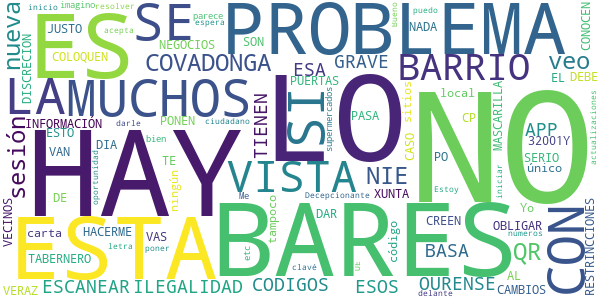 inicio
imagino
resolver
nueva
DISCRECION
JUSTO
COLOQUEN
ES
SE
parece
espera
acepta
NEGOCIOS
SON
PROBLEMA
Bueno
puedo
NADA
CONOCEN
COVADONGA
ESA
GRAVE
BARRIO
veo
EL
DEBE
LA
MUCHOS
PUERTAS
CASO
sitios
local
MASCARILLA
actualizaciones
INFORMACION
PONEN
ciudadano
TIENEN
SI
LO
supermercados
PASA
CP
NO
APP
32001Y
SERIO
único
sesión
ESTO
VAN
DIA
darle
bien
HAY
TE
ningún
VISTA
NIE
PO
DE
oportunidad
HACERME
Me
Decepcionante
XUNTA
Estoy
iniciar
Yo
VECINOS
carta
letra
VAS
poner
ESTA
BARES
tampoco
DAR
código
CREEN
OBLIGAR
números
CON
RESTRINCCIONES
TABERNERO
etc
BASA
QR
VERAZ
ESCANEAR
ILEGALIDAD
CODIGOS
clavé
ESOS
UE
OURENSE
delante
AL
CAMBIOS